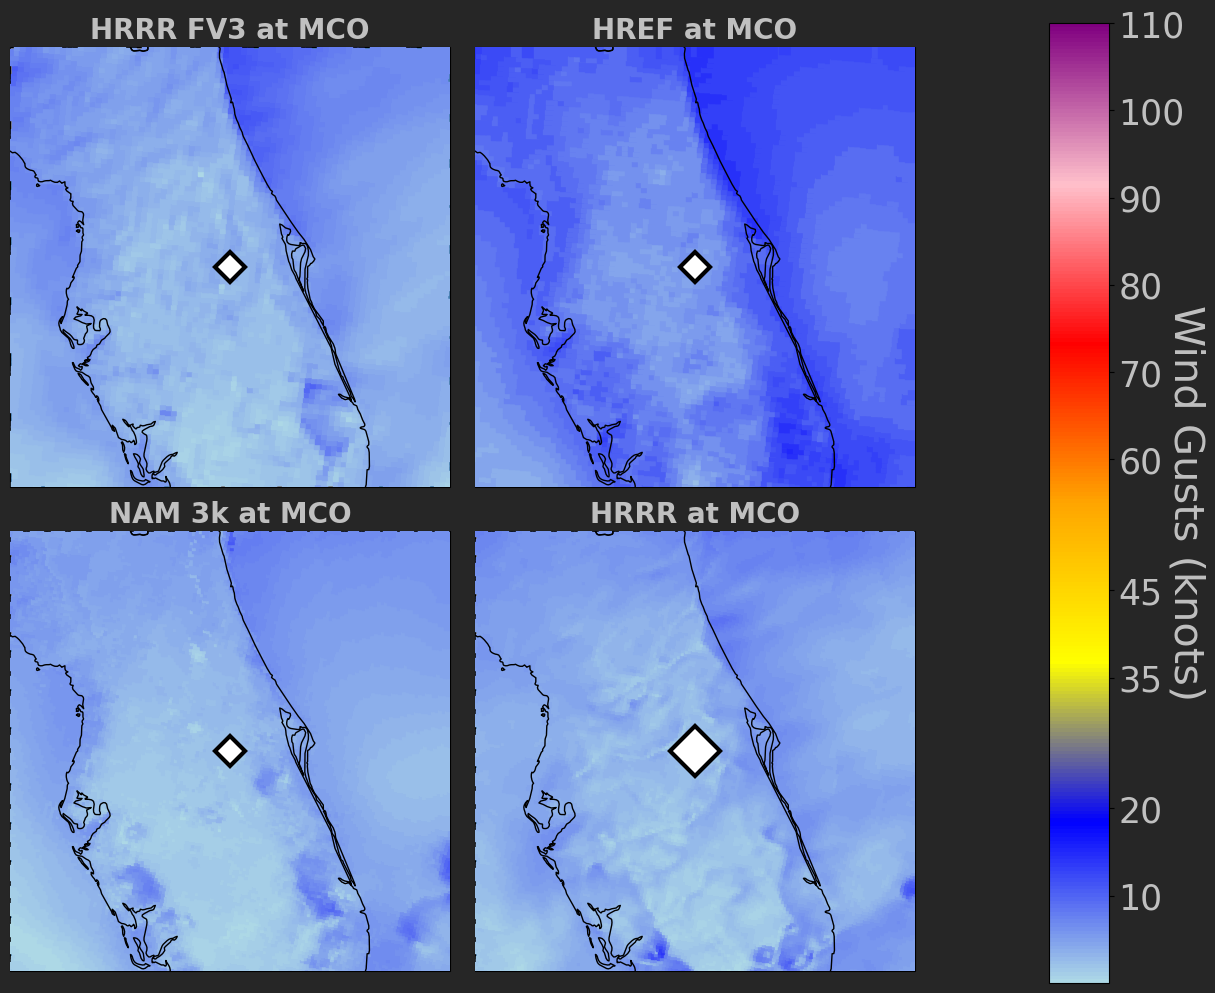 HRRR FV3 at MCO
HREF at MCO
NAM 3k at MCO
HRRR at MCO
110
100
90
80
70
60
45
35
20
10
Wind Gusts (knots)